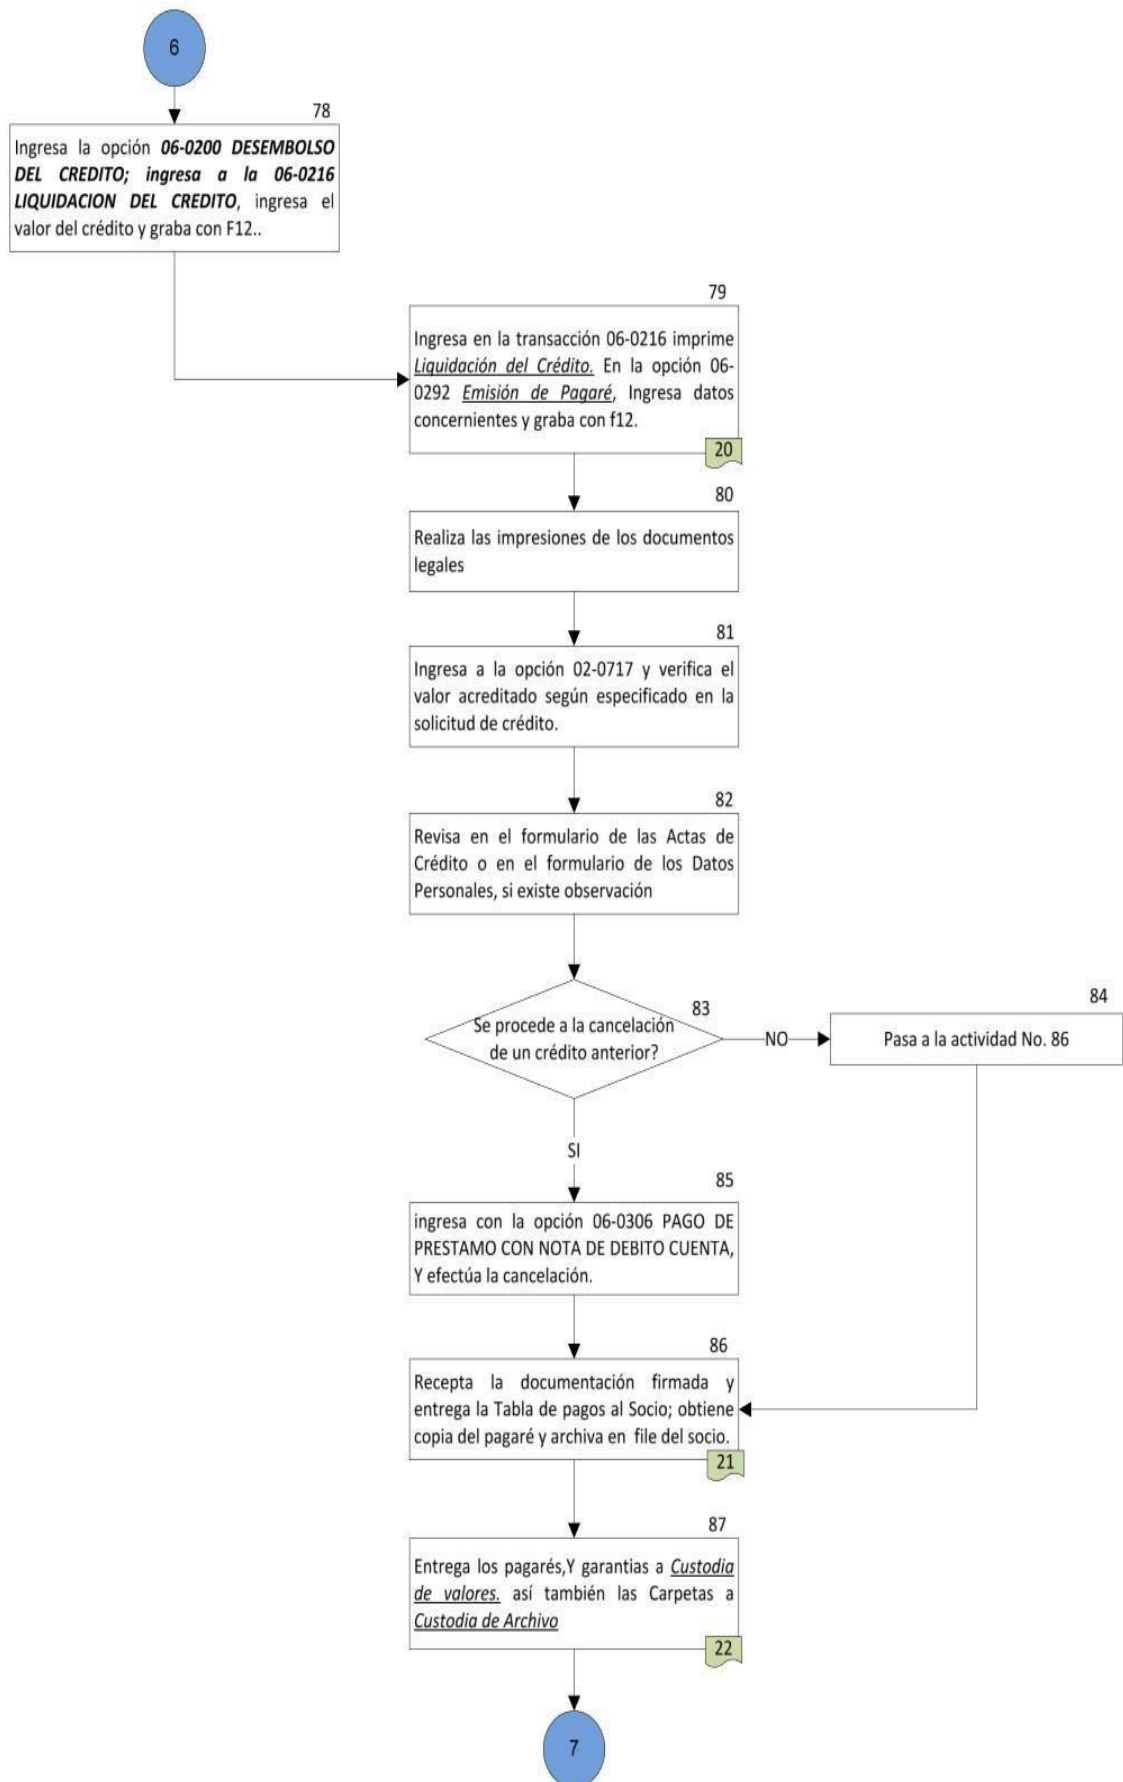 6
78
Ingresa la opción 06-0200 DESEMBOLSO
DEL CREDITO; ingresa a la 06-0216
LIQUIDACION DEL CREDITO, ingresa el
valor del crédito y graba con F12..
79
Ingresa en la transacción 06-0216 imprime
Liquidación del Crédito. En la opción 06-
0292 Emisión de Pagaré, Ingresa datos
concernientes y graba con f12.
20
80
Realiza las impresiones de los documentos
legales
81
Ingresa a la opción 02-0717 y verifica el
valor acreditado según especificado en la
solicitud de crédito.
82
Revisa en el formulario de las Actas de
Crédito o en el formulario de los Datos
Personales, si existe observación
83
Se procede a la cancelación
de un crédito anterior?
NO
84
Pasa a la actividad No. 86
SI
85
ingresa con la opción 06-0306 PAGO DE
PRESTAMO CON NOTA DE DEBITO CUENTA,
Y efectúa la cancelación.
86
Recepta la documentación firmada y
entrega la Tabla de pagos al Socio; obtiene
copia del pagaré y archiva en file del socio.
21
87
Entrega los pagarés,Y garantias a Custodia
de valores. así también las Carpetas a
Custodia de Archivo
22
7